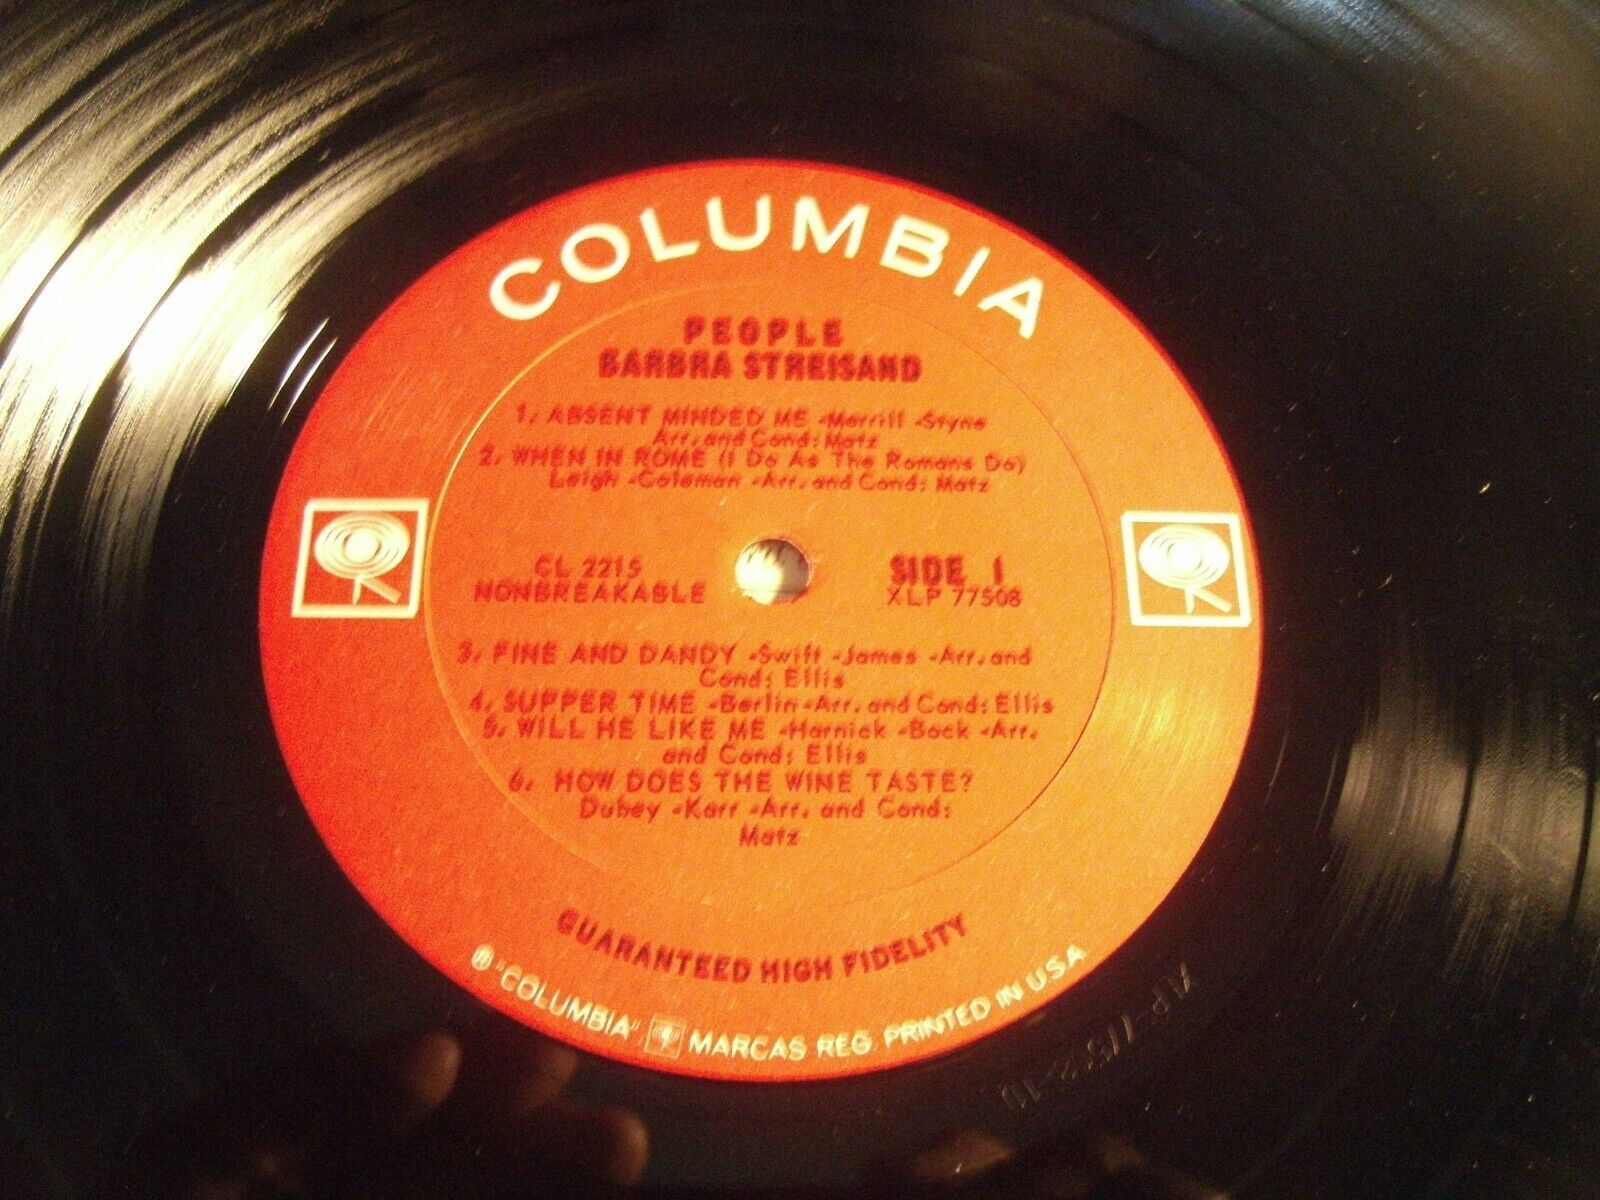 COLUMBIA
PEOPLE
BARBRA STREISAND
1. ABSENT MINDED ME -Merrill -Styne
Arr. and Cond: Matz
2. WHEN IN ROME (I Do As The Romans Do)
Leigh -Coleman -Arr. and Cond: Matz
CL 2215
NONBREAKABLE
SIDE 1
XLP 77508
3. FINE AND DANDY -Swift -James -Arr. and
Cond: Ellis
4. SUPPER TIME -Berlin -Arr. and Cond: Ellis
5. WILL HE LIKE ME -Harnick -Bock -Arr.
and Cond: Ellis
6. HOW DOES THE WINE TASTE?
Dubey -Karr -Arr. and Cond:
Matz
GUARANTEED HIGH FIDELITY
® "COLUMBIA" MARCAS REG PRINTED IN U.S.A.